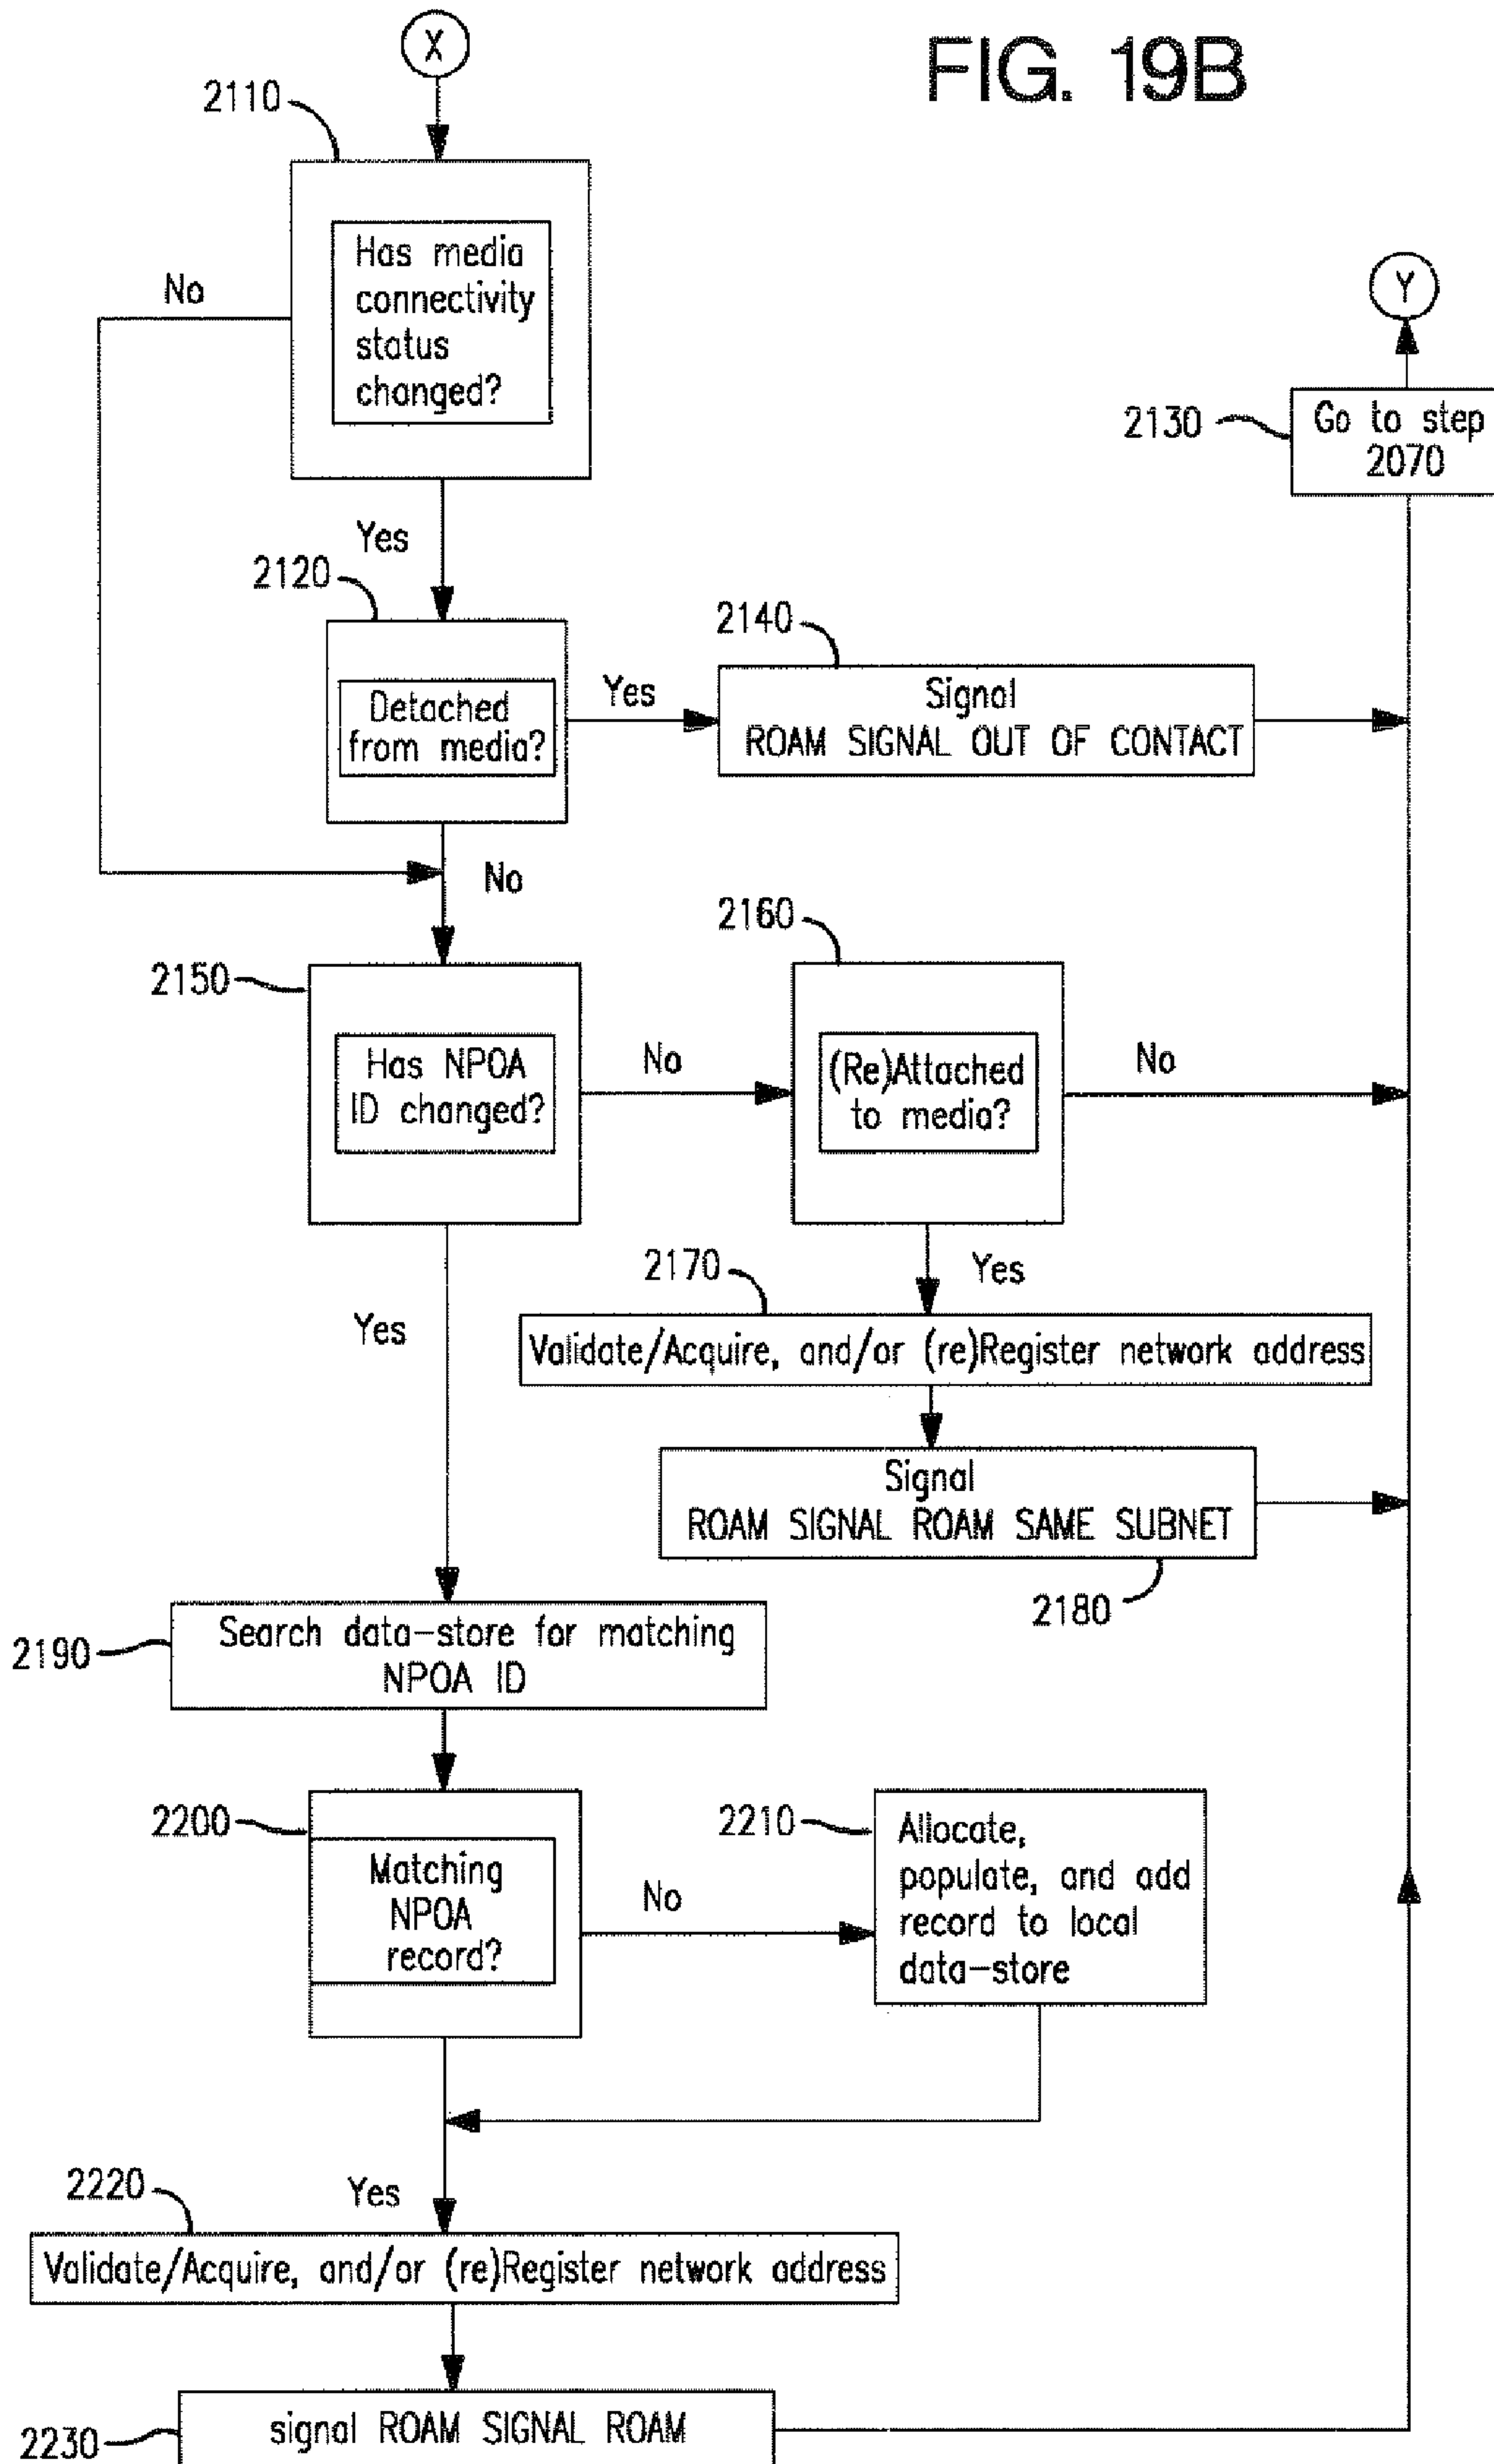 X
FIG. 19B
2110
Has media
connectivity
status
changed?
No
Y
2130
Go to step
2070
Yes
2120
Detached
from media?
Yes
2140
Signal
ROAM SIGNAL OUT OF CONTACT
No
2150
Has NPOA
ID changed?
No
2160
(Re)Attached
to media?
No
Yes
2170
Yes
Validate/Acquire, and/or (re)Register network address
Signal
ROAM SIGNAL ROAM SAME SUBNET
2180
2190
Search data-store for matching
NPOA ID
2200
Matching
NPOA
record?
No
2210
Allocate,
populate, and add
record to local
data-store
2220
Yes
Validate/Acquire, and/or (re)Register network address
2230
signal ROAM SIGNAL ROAM